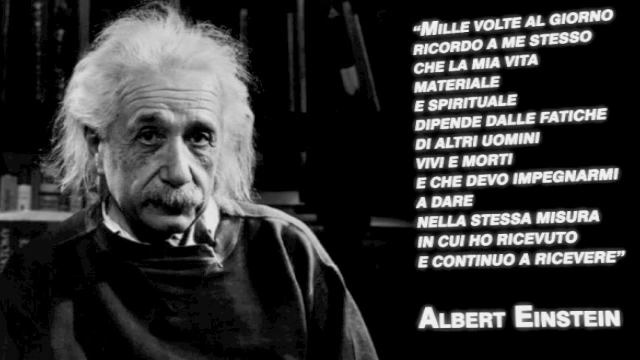 “MILLE VOLTE AL GIORNO
RICORDO A ME STESSO
CHE LA MIA VITA
MATERIALE
E SPIRITUALE
DIPENDE DALLE FATICHE
DI ALTRI UOMINI
VIVI E MORTI
E CHE DEVO IMPEGNARMI
A DARE
NELLA STESSA MISURA
IN CUI HO RICEVUTO
E CONTINUO A RICEVERE”
ALBERT EINSTEIN